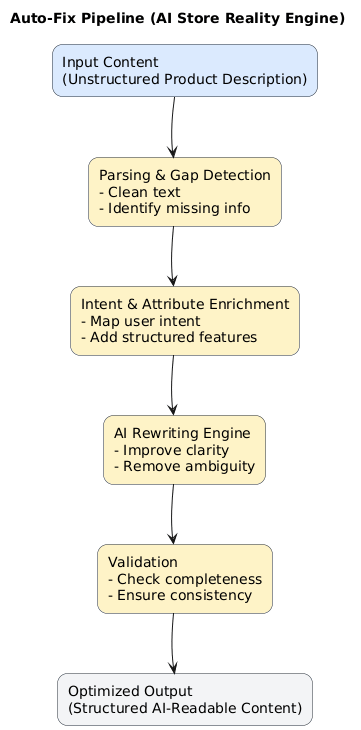 Auto-Fix Pipeline (AI Store Reality Engine)
Input Content
(Unstructured Product Description)
Parsing & Gap Detection
- Clean text
- Identify missing info
Intent & Attribute Enrichment
- Map user intent
- Add structured features
AI Rewriting Engine
- Improve clarity
- Remove ambiguity
Validation
- Check completeness
- Ensure consistency
Optimized Output
(Structured AI-Readable Content)